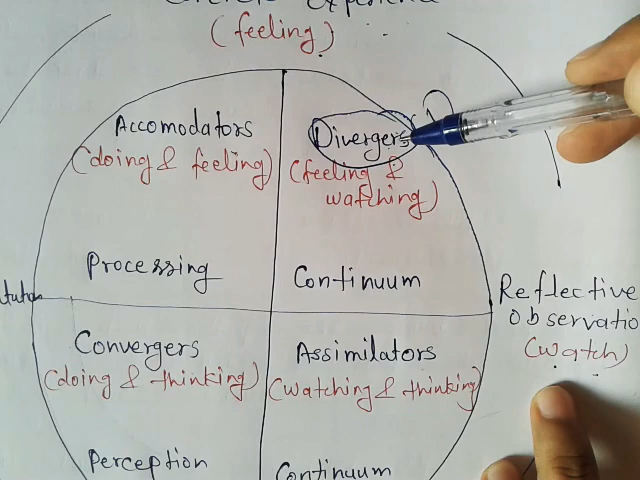 (feeling)
Accomodators
(doing & feeling)
Divergers
(feeling &
watching)
Processing
Continuum
Reflective
observatio
(watch)
Convergers
(doing & thinking)
Assimilators
(watching & thinking)
Perception
Continuum